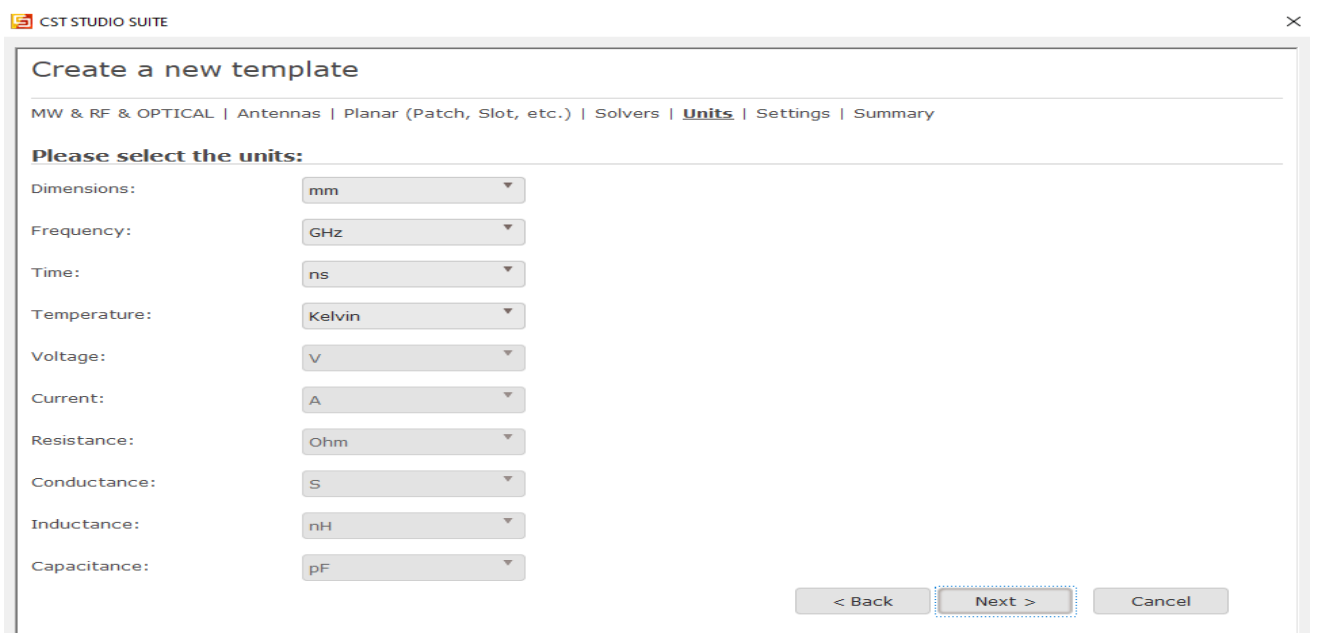 CST STUDIO SUITE
Create a new template
MW & RF & OPTICAL | Antennas | Planar (Patch, Slot, etc.) | Solvers | Units | Settings | Summary
Please select the units:
Dimensions: mm
Frequency: GHz
Time: ns
Temperature: Kelvin
Voltage: V
Current: A
Resistance: Ohm
Conductance: S
Inductance: nH
Capacitance: pF
< Back Next > Cancel